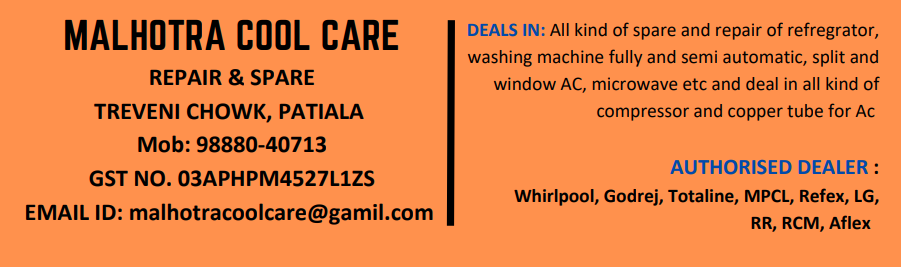 MALHOTRA COOL CARE
REPAIR & SPARE
TREVENI CHOWK, PATIALA
Mob: 98880-40713
GST NO. 03APHPM4527L1ZS
EMAIL ID: malhotracoolcare@gamil.com
DEALS IN: All kind of spare and repair of refregrator,
washing machine fully and semi automatic, split and
window AC, microwave etc and deal in all kind of
compressor and copper tube for Ac
AUTHORISED DEALER :
Whirlpool, Godrej, Totaline, MPCL, Refex, LG,
RR, RCM, Aflex